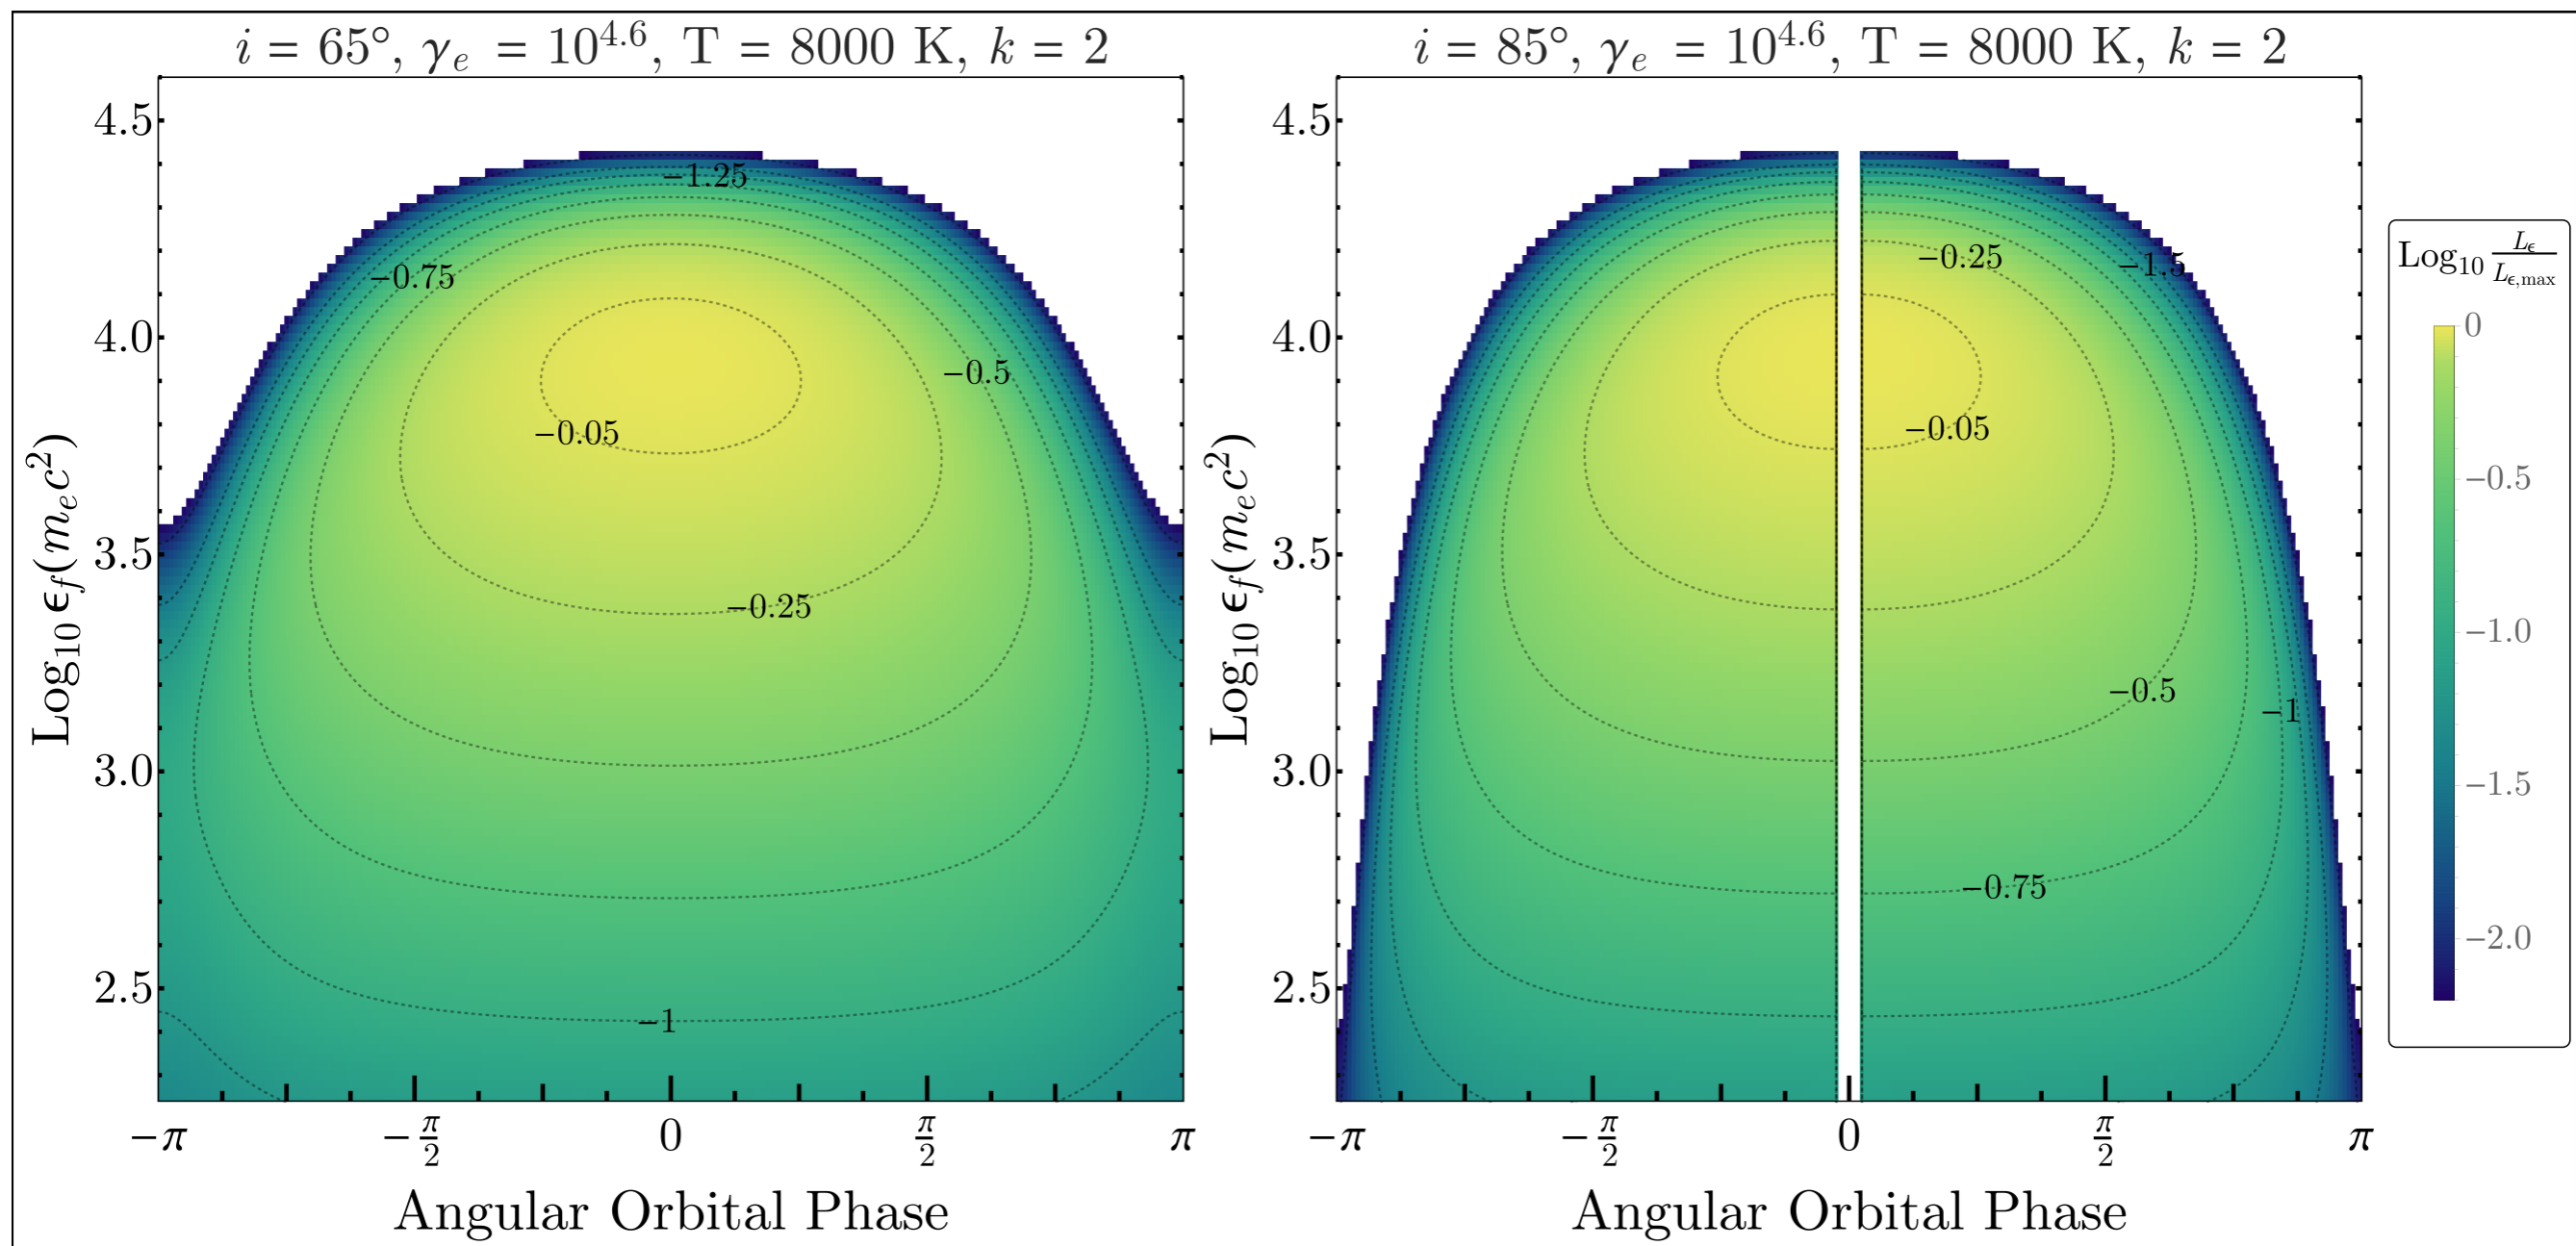 i = 65°, γ_e = 10^4.6, T = 8000 K, k = 2
Log₁₀ ϵ_f(m_e c²)
4.5
4.0
3.5
3.0
2.5
−1.25
−0.75
−0.5
−0.05
−0.25
−1
−π
−π/2
0
π/2
π
Angular Orbital Phase
i = 85°, γ_e = 10^4.6, T = 8000 K, k = 2
Log₁₀ ϵ_f(m_e c²)
4.5
4.0
3.5
3.0
2.5
−0.25
−1.5
−0.05
−0.5
−1
−0.75
−π
−π/2
0
π/2
π
Angular Orbital Phase
Log₁₀ L_ϵ/L_ϵ,max
0
−0.5
−1.0
−1.5
−2.0